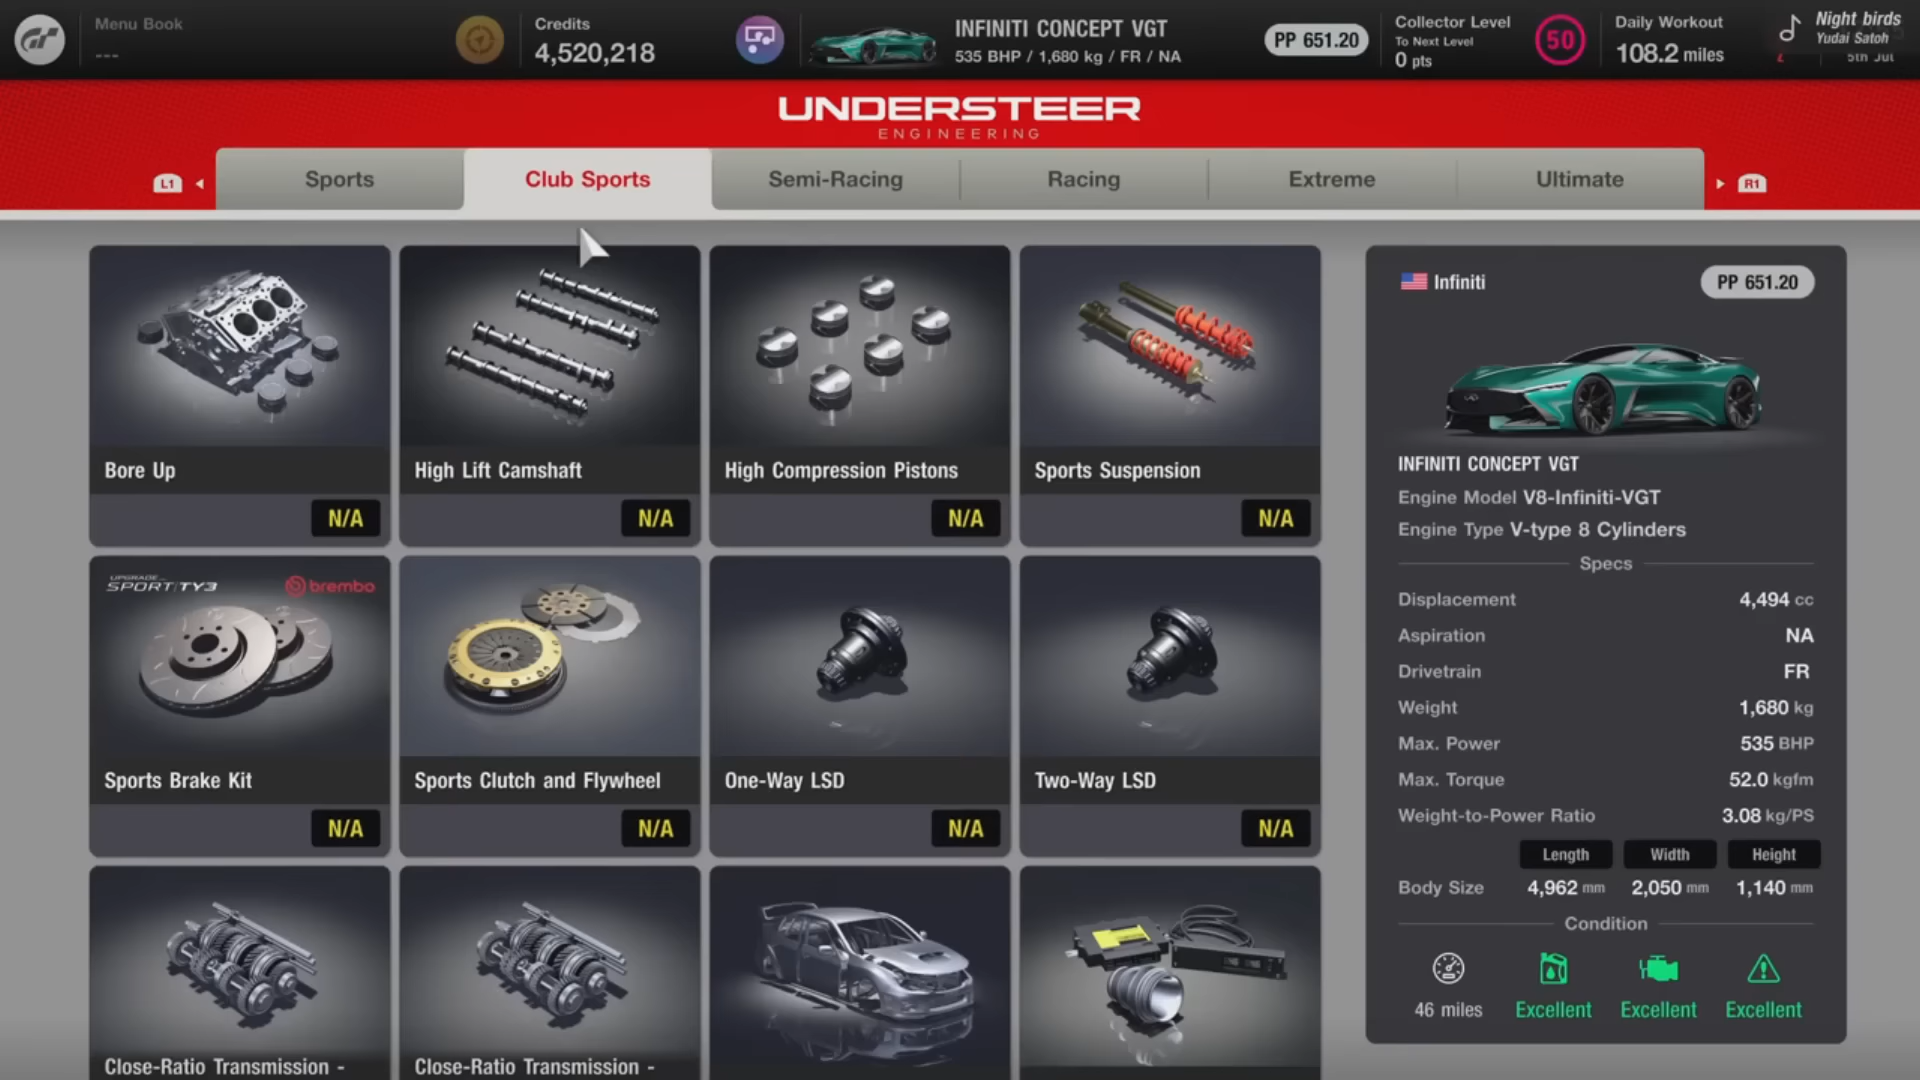 Menu Book
---
Credits
4,520,218
INFINITI CONCEPT VGT
535 BHP / 1,680 kg / FR / NA
PP 651.20
Collector Level
To Next Level
0 pts
50
Daily Workout
108.2 miles
Night birds
Yudai Satoh
5th Jul
UNDERSTEER
ENGINEERING
L1
Sports
Club Sports
Semi-Racing
Racing
Extreme
Ultimate
R1
Bore Up
N/A
High Lift Camshaft
N/A
High Compression Pistons
N/A
Sports Suspension
N/A
UPGRADE
SPORT/TY3
brembo
Sports Brake Kit
N/A
Sports Clutch and Flywheel
N/A
One-Way LSD
N/A
Two-Way LSD
N/A
Close-Ratio Transmission -
Close-Ratio Transmission -
Infiniti
PP 651.20
INFINITI CONCEPT VGT
Engine Model V8-Infiniti-VGT
Engine Type V-type 8 Cylinders
Specs
Displacement 4,494 cc
Aspiration NA
Drivetrain FR
Weight 1,680 kg
Max. Power 535 BHP
Max. Torque 52.0 kgfm
Weight-to-Power Ratio 3.08 kg/PS
Length Width Height
Body Size 4,962 mm 2,050 mm 1,140 mm
Condition
46 miles Excellent Excellent Excellent